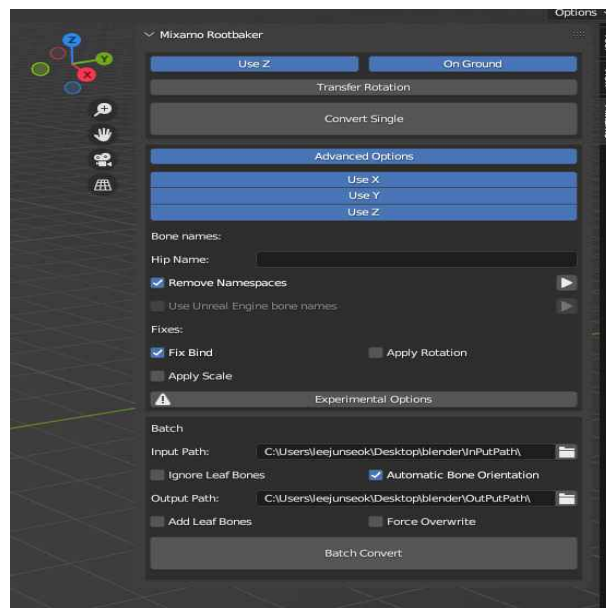 Options
Mixamo Rootbaker
Z
Y
X
Use Z On Ground
Transfer Rotation
Convert Single
Advanced Options
Use X
Use Y
Use Z
Bone names:
Hip Name:
Remove Namespaces
Use Unreal Engine bone names
Fixes:
Fix Bind Apply Rotation
Apply Scale
Experimental Options
Batch
Input Path: C:\Users\leejunseok\Desktop\blender\InPutPath\
Ignore Leaf Bones Automatic Bone Orientation
Output Path: C:\Users\leejunseok\Desktop\blender\OutPutPath\
Add Leaf Bones Force Overwrite
Batch Convert